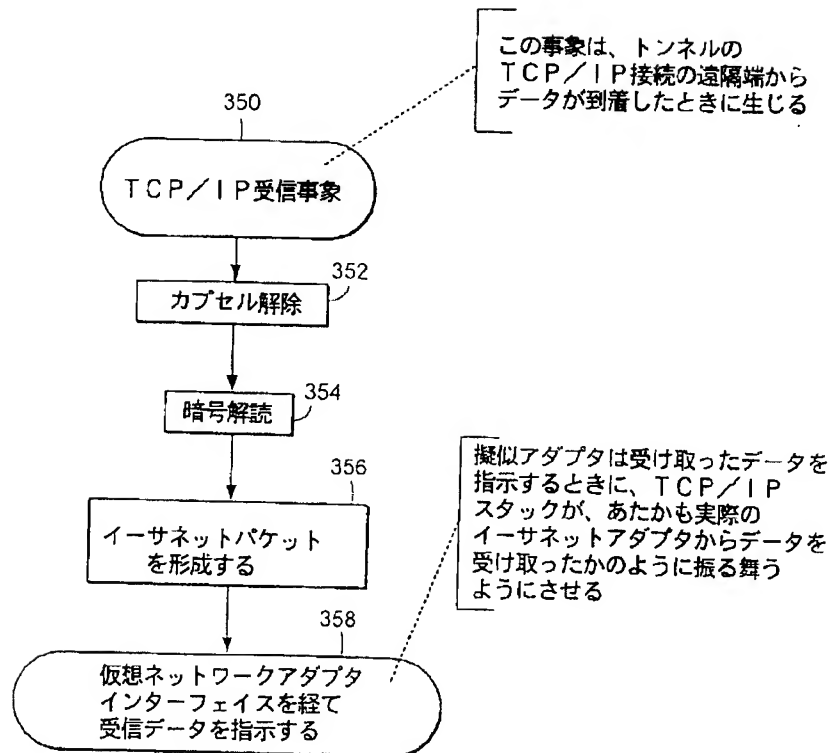 この事象は、トンネルの
TCP/IP接続の遠隔端から
データが到着したときに生じる
350
TCP/IP受信事象
352
カプセル解除
354
暗号解読
356
イーサネットパケット
を形成する
擬似アダプタは受け取ったデータを
指示するときに、TCP/IP
スタックが、あたかも実際の
イーサネットアダプタからデータを
受け取ったかのように振る舞う
ようにさせる
358
仮想ネットワークアダプタ
インターフェイスを経て
受信データを指示する